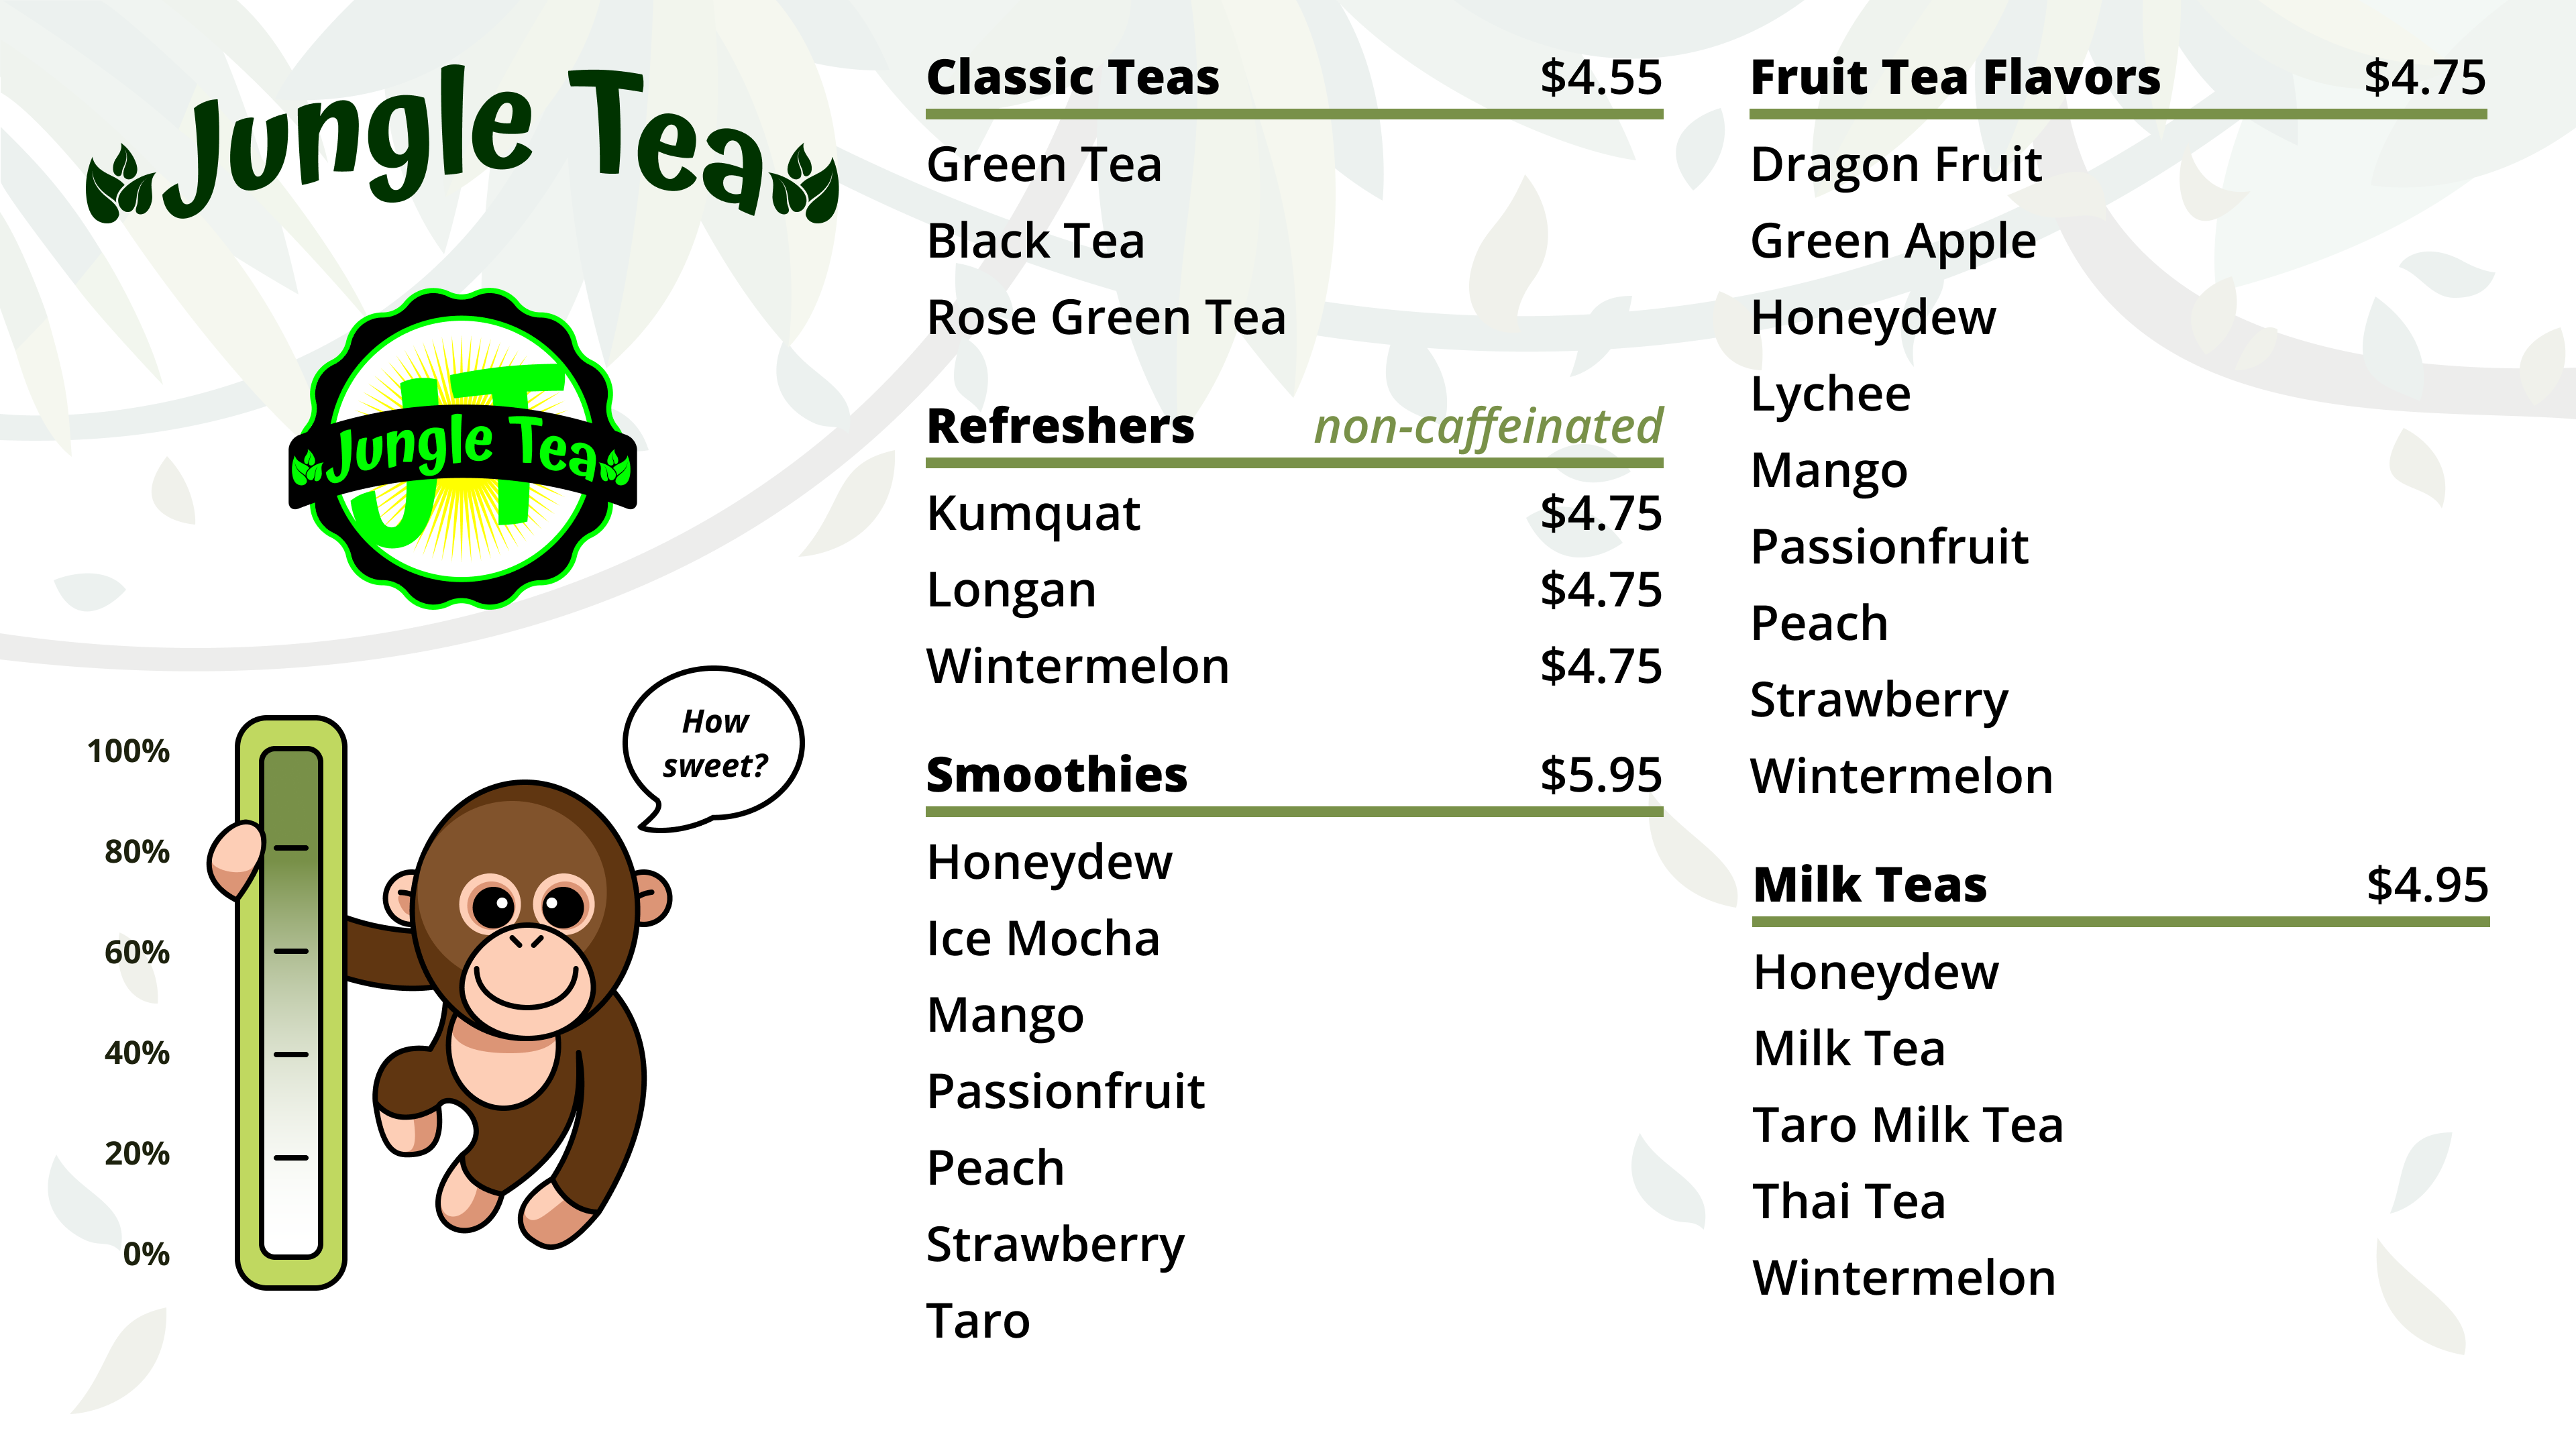 Jungle Tea
JT
Jungle Tea
How
sweet?
100%
80%
60%
40%
20%
0%
Classic Teas $4.55
Green Tea
Black Tea
Rose Green Tea
Refreshers non-caffeinated
Kumquat $4.75
Longan $4.75
Wintermelon $4.75
Smoothies $5.95
Honeydew
Ice Mocha
Mango
Passionfruit
Peach
Strawberry
Taro
Fruit Tea Flavors $4.75
Dragon Fruit
Green Apple
Honeydew
Lychee
Mango
Passionfruit
Peach
Strawberry
Wintermelon
Milk Teas $4.95
Honeydew
Milk Tea
Taro Milk Tea
Thai Tea
Wintermelon